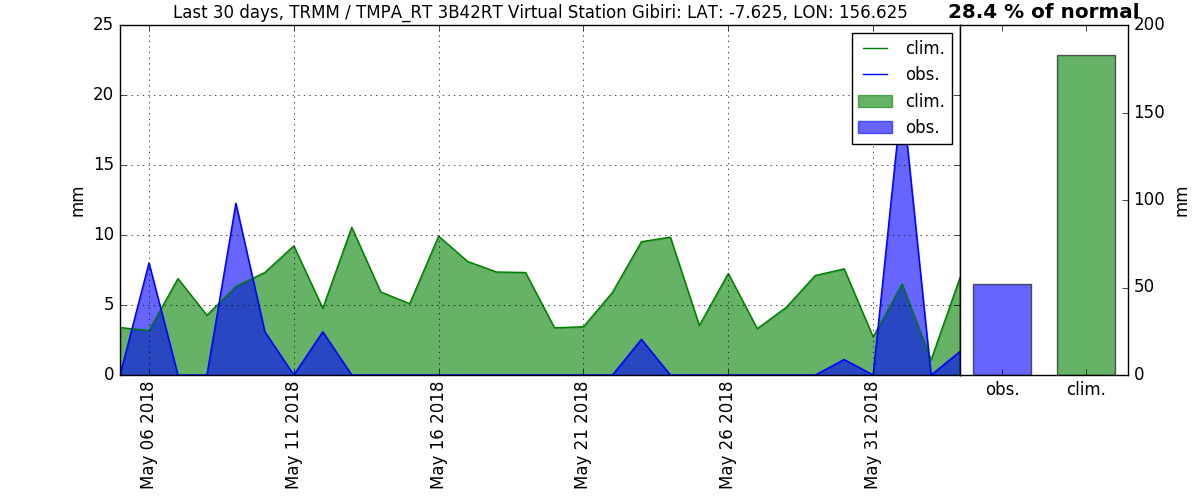 Last 30 days, TRMM / TMPA_RT 3B42RT Virtual Station Gibiri: LAT: -7.625, LON: 156.625
28.4 % of normal
25
20
15
10
5
0
mm
clim.
obs.
clim.
obs.
May 06 2018
May 11 2018
May 16 2018
May 21 2018
May 26 2018
May 31 2018
200
150
100
50
0
mm
obs.
clim.